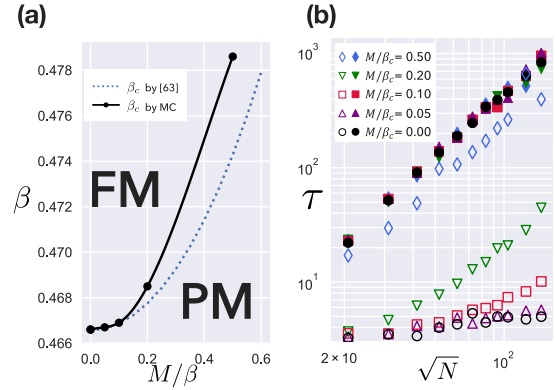 (a)
0.478
0.476
0.474
0.472
0.470
0.468
0.466
β
β_c by [63]
β_c by MC
FM
PM
0.0 0.2 0.4 0.6
M/β
(b)
10³
10²
10¹
τ
M/β_c = 0.50
M/β_c = 0.20
M/β_c = 0.10
M/β_c = 0.05
M/β_c = 0.00
2 × 10 10²
√N